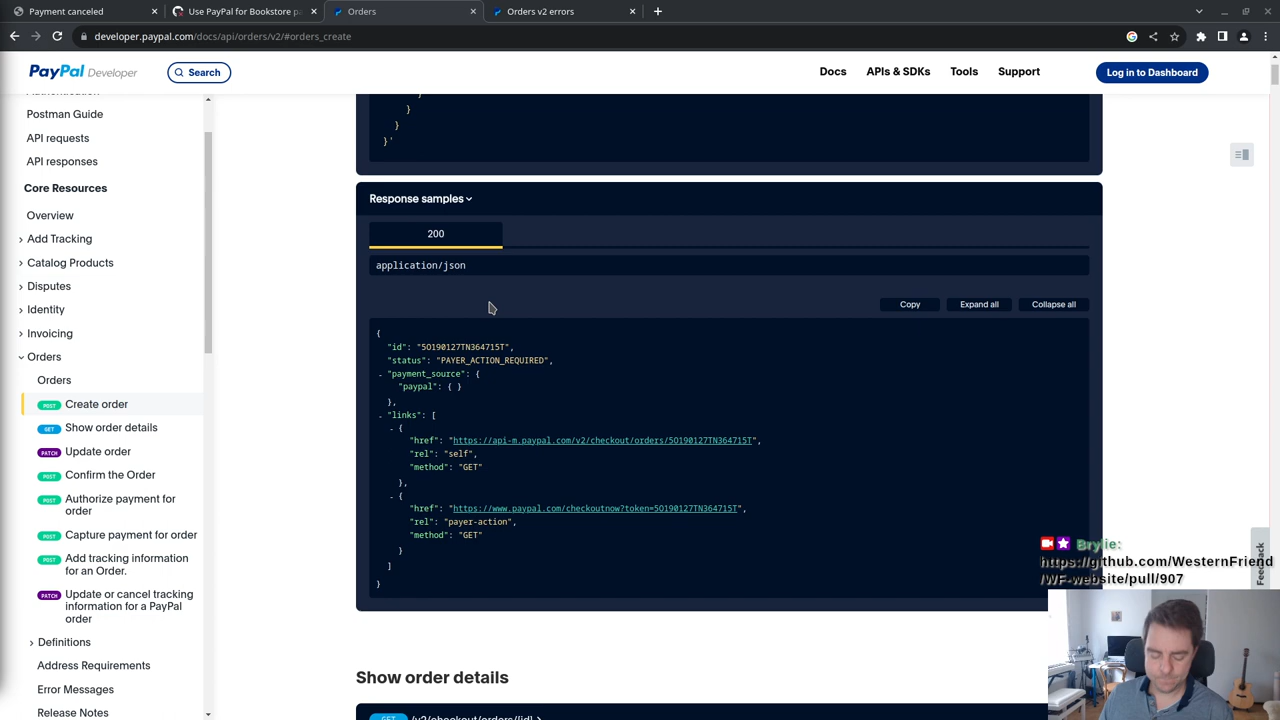 Payment canceled
Use PayPal for Bookstore pa
Orders
Orders v2 errors
developer.paypal.com/docs/api/orders/v2/#orders_create
PayPal Developer
Search
Docs
APIs & SDKs
Tools
Support
Log in to Dashboard
Postman Guide
API requests
API responses
Core Resources
Overview
Add Tracking
Catalog Products
Disputes
Identity
Invoicing
Orders
Orders
POST Create order
GET Show order details
PATCH Update order
POST Confirm the Order
POST Authorize payment for
order
POST Capture payment for order
POST Add tracking information
for an Order.
PATCH Update or cancel tracking
information for a PayPal
order
Definitions
Address Requirements
Error Messages
Release Notes
}
}
}
}'
Response samples
200
application/json
Copy
Expand all
Collapse all
{
"id": "5O190127TN364715T",
"status": "PAYER_ACTION_REQUIRED",
- "payment_source": {
"paypal": { }
},
- "links": [
- {
"href": "https://api-m.paypal.com/v2/checkout/orders/5O190127TN364715T",
"rel": "self",
"method": "GET"
},
- {
"href": "https://www.paypal.com/checkoutnow?token=5O190127TN364715T",
"rel": "payer-action",
"method": "GET"
}
]
}
Show order details
GET /v2/checkout/orders/{id}
Feedback
Brylie:
https://github.com/WesternFriend
/WF-website/pull/907